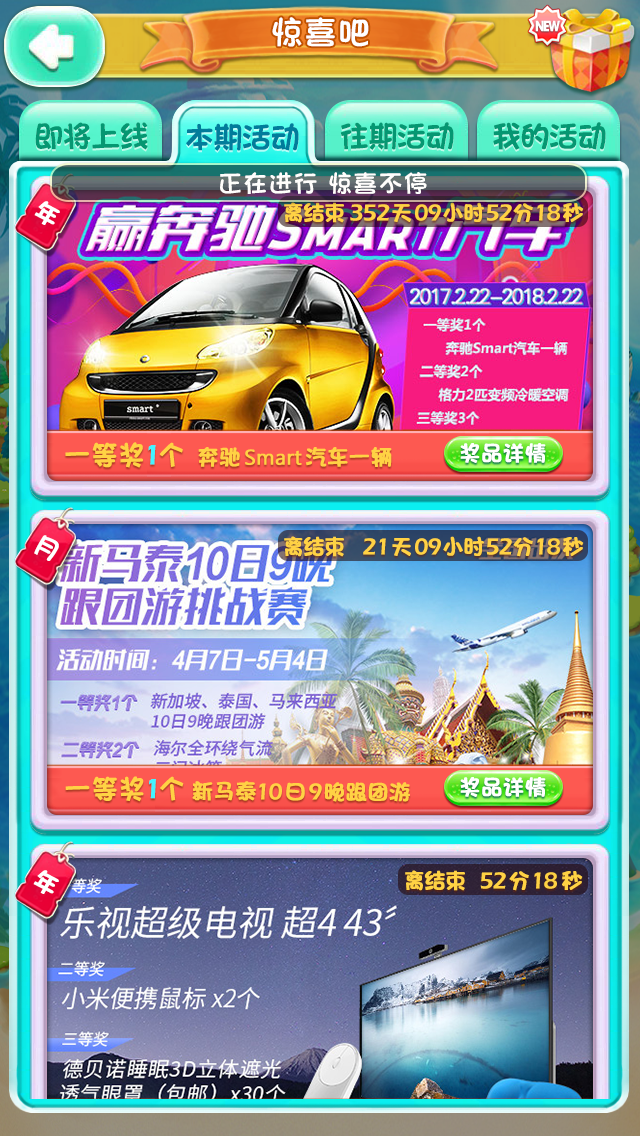 惊喜吧
NEW
即将上线
本期活动
往期活动
我的活动
正在进行 惊喜不停
年
离结束 352天09小时52分18秒
赢奔驰SMART汽车
2017.2.22-2018.2.22
一等奖1个
奔驰Smart汽车一辆
二等奖2个
格力2匹变频冷暖空调
三等奖3个
smart
一等奖1个 奔驰Smart汽车一辆
奖品详情
月
离结束 21天09小时52分18秒
新马泰10日9晚
跟团游挑战赛
活动时间：4月7日-5月4日
一等奖1个 新加坡、泰国、马来西亚
10日9晚跟团游
二等奖2个 海尔全环绕气流
一等奖1个 新马泰10日9晚跟团游
奖品详情
年
离结束 52分18秒
等奖
乐视超级电视 超4 43"
二等奖
小米便携鼠标 x2个
三等奖
德贝诺睡眠3D立体遮光
透气眼罩（包邮）x30个